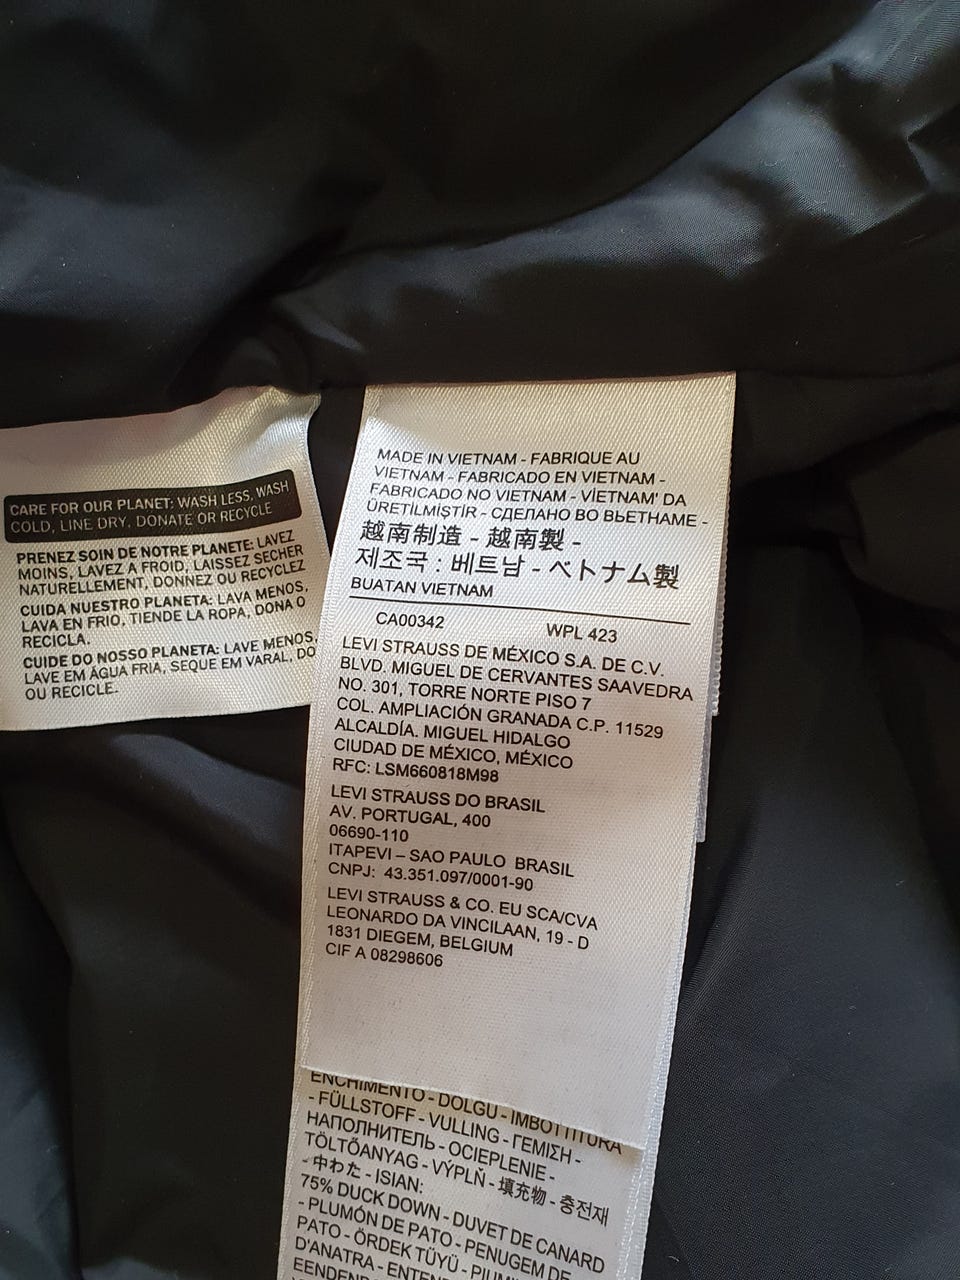 CARE FOR OUR PLANET: WASH LESS, WASH
COLD, LINE DRY, DONATE OR RECYCLE
PRENEZ SOIN DE NOTRE PLANETE: LAVEZ
MOINS, LAVEZ A FROID, LAISSEZ SECHER
NATURELLEMENT, DONNEZ OU RECYCLEZ
CUIDA NUESTRO PLANETA: LAVA MENOS,
LAVA EN FRIO, TIENDE LA ROPA, DONA O
RECICLA.
CUIDE DO NOSSO PLANETA: LAVE MENOS,
LAVE EM ÁGUA FRIA, SEQUE EM VARAL, DO
OU RECICLE.
MADE IN VIETNAM - FABRIQUE AU
VIETNAM - FABRICADO EN VIETNAM -
FABRICADO NO VIETNAM - VİETNAM' DA
ÜRETİLMİŞTİR - СДЕЛАНО ВО ВЬЕТНАМЕ -
越南制造 - 越南製 -
제조국 : 베트남 - ベトナム製
BUATAN VIETNAM
CA00342 WPL 423
LEVI STRAUSS DE MÉXICO S.A. DE C.V.
BLVD. MIGUEL DE CERVANTES SAAVEDRA
NO. 301, TORRE NORTE PISO 7
COL. AMPLIACIÓN GRANADA C.P. 11529
ALCALDÍA. MIGUEL HIDALGO
CIUDAD DE MÉXICO, MÉXICO
RFC: LSM660818M98
LEVI STRAUSS DO BRASIL
AV. PORTUGAL, 400
06690-110
ITAPEVI – SAO PAULO BRASIL
CNPJ: 43.351.097/0001-90
LEVI STRAUSS & CO. EU SCA/CVA
LEONARDO DA VINCILAAN, 19 - D
1831 DIEGEM, BELGIUM
CIF A 08298606
ENCHIMENTO - DOLGU - IMBOTTITURA
- FÜLLSTOFF - VULLING - ΓΕΜΙΣΗ -
НАПОЛНИТЕЛЬ - OCIEPLENIE -
TÖLTŐANYAG - VÝPLŇ - 填充物 - 충전재
- 中わた - ISIAN:
75% DUCK DOWN - DUVET DE CANARD
- PLUMÓN DE PATO - PENUGEM DE
PATO - ÖRDEK TÜYÜ - PIUMI
D'ANATRA - ENTEN
EENDEN